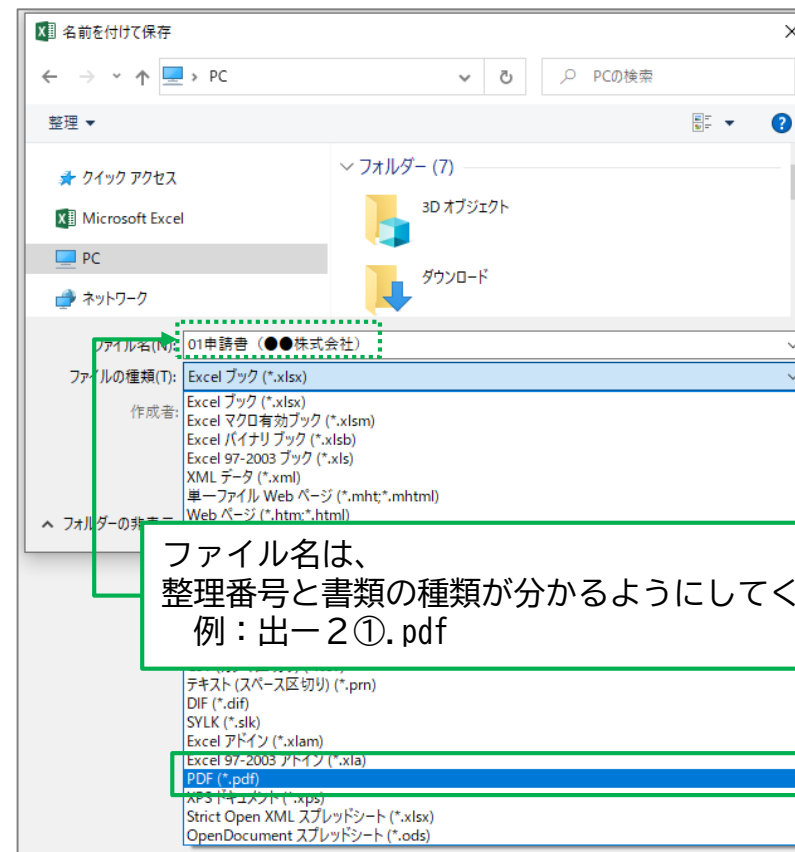 名前を付けて保存
PC
PCの検索
整理
クイック アクセス
Microsoft Excel
PC
ネットワーク
フォルダー (7)
3D オブジェクト
ダウンロード
ファイル名(N):
01申請書（●●株式会社）
ファイルの種類(T):
Excel ブック (*.xlsx)
作成者:
Excel ブック (*.xlsx)
Excel マクロ有効ブック (*.xlsm)
Excel バイナリ ブック (*.xlsb)
Excel 97-2003 ブック (*.xls)
XML データ (*.xml)
単一ファイル Web ページ (*.mht;*.mhtml)
Web ページ (*.htm;*.html)
フォルダーの非表示
ファイル名は、
整理番号と書類の種類が分かるようにしてく
例：出ー２①.pdf
テキスト (スペース区切り) (*.prn)
DIF (*.dif)
SYLK (*.slk)
Excel アドイン (*.xlam)
Excel 97-2003 アドイン (*.xla)
PDF (*.pdf)
XPS ドキュメント (*.xps)
Strict Open XML スプレッドシート (*.xlsx)
OpenDocument スプレッドシート (*.ods)